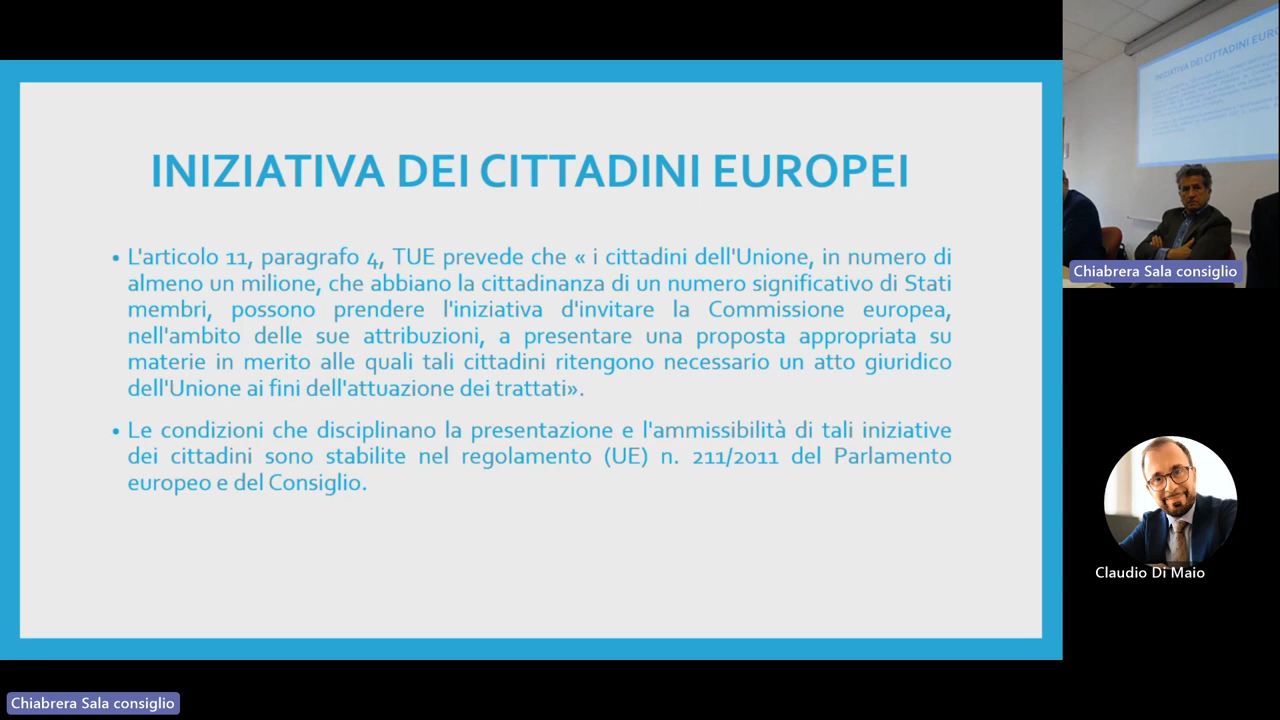 INIZIATIVA DEI CITTADINI EUROPEI
• L'articolo 11, paragrafo 4, TUE prevede che « i cittadini dell'Unione, in numero di
almeno un milione, che abbiano la cittadinanza di un numero significativo di Stati
membri, possono prendere l'iniziativa d'invitare la Commissione europea,
nell'ambito delle sue attribuzioni, a presentare una proposta appropriata su
materie in merito alle quali tali cittadini ritengono necessario un atto giuridico
dell'Unione ai fini dell'attuazione dei trattati».
• Le condizioni che disciplinano la presentazione e l'ammissibilità di tali iniziative
dei cittadini sono stabilite nel regolamento (UE) n. 211/2011 del Parlamento
europeo e del Consiglio.
INIZIATIVA DEI CITTADINI
Chiabrera Sala consiglio
Claudio Di Maio
Chiabrera Sala consiglio